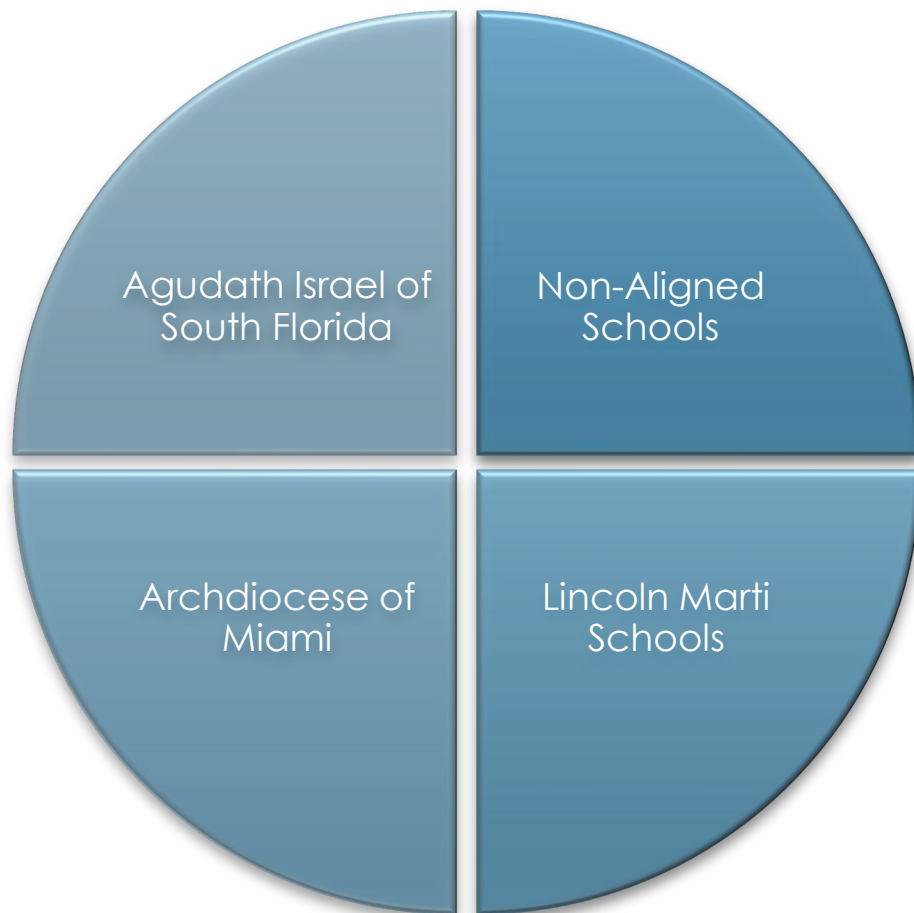 Agudath Israel of
South Florida
Non-Aligned
Schools
Archdiocese of
Miami
Lincoln Marti
Schools